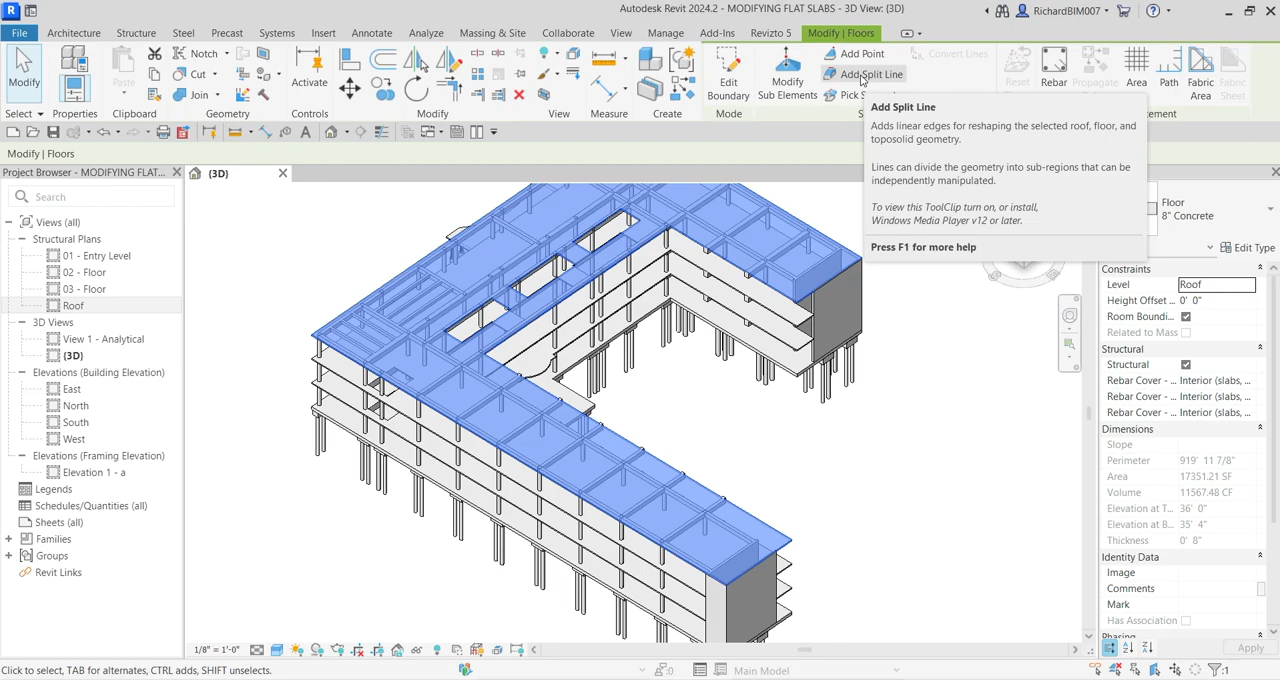 Autodesk Revit 2024.2 - MODIFYING FLAT SLABS - 3D View: {3D}
RichardBIM007
File Architecture Structure Steel Precast Systems Insert Annotate Analyze Massing & Site Collaborate View Manage Add-Ins Revizto 5 Modify | Floors
Notch
Cut
Join
Add Point
Add Split Line
Convert Lines
Modify
Paste
Activate
Edit
Boundary
Modify
Sub Elements
Reset
Rebar
Propagate
Area
Path
Fabric
Area
Fabric
Sheet
Select Properties Clipboard Geometry Controls Modify View Measure Create Mode
Add Split Line
Adds linear edges for reshaping the selected roof, floor, and
toposolid geometry.
Lines can divide the geometry into sub-regions that can be
independently manipulated.
To view this ToolClip turn on, or install,
Windows Media Player v12 or later.
Press F1 for more help
Modify | Floors
Project Browser - MODIFYING FLAT...
{3D}
Search
Views (all)
Structural Plans
01 - Entry Level
02 - Floor
03 - Floor
Roof
3D Views
View 1 - Analytical
{3D}
Elevations (Building Elevation)
East
North
South
West
Elevations (Framing Elevation)
Elevation 1 - a
Legends
Schedules/Quantities (all)
Sheets (all)
Families
Groups
Revit Links
Floor
8" Concrete
Edit Type
Constraints
Level Roof
Height Offset ... 0' 0"
Room Boundi...
Related to Mass
Structural
Structural
Rebar Cover - ... Interior (slabs, ...
Rebar Cover - ... Interior (slabs, ...
Rebar Cover - ... Interior (slabs, ...
Dimensions
Slope
Perimeter 919' 11 7/8"
Area 17351.21 SF
Volume 11567.48 CF
Elevation at T... 36' 0"
Elevation at B... 35' 4"
Thickness 0' 8"
Identity Data
Image
Comments
Mark
Has Association
Apply
1/8" = 1'-0"
Click to select, TAB for alternates, CTRL adds, SHIFT unselects.
:0
Main Model
:1